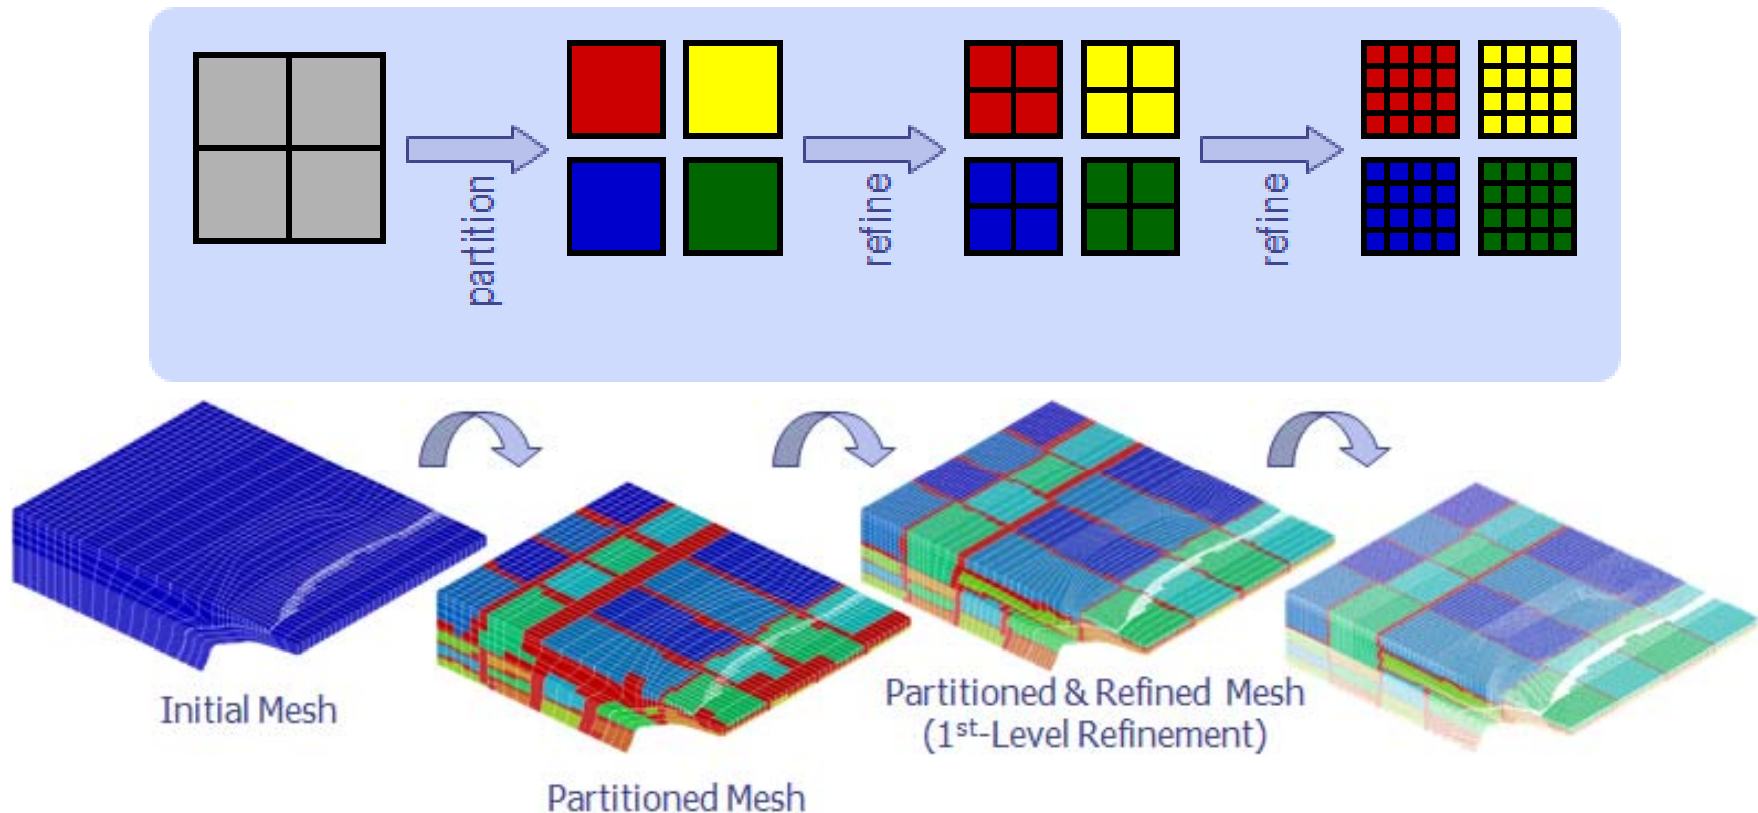 partition
refine
refine
Initial Mesh
Partitioned Mesh
Partitioned & Refined Mesh
(1st-Level Refinement)